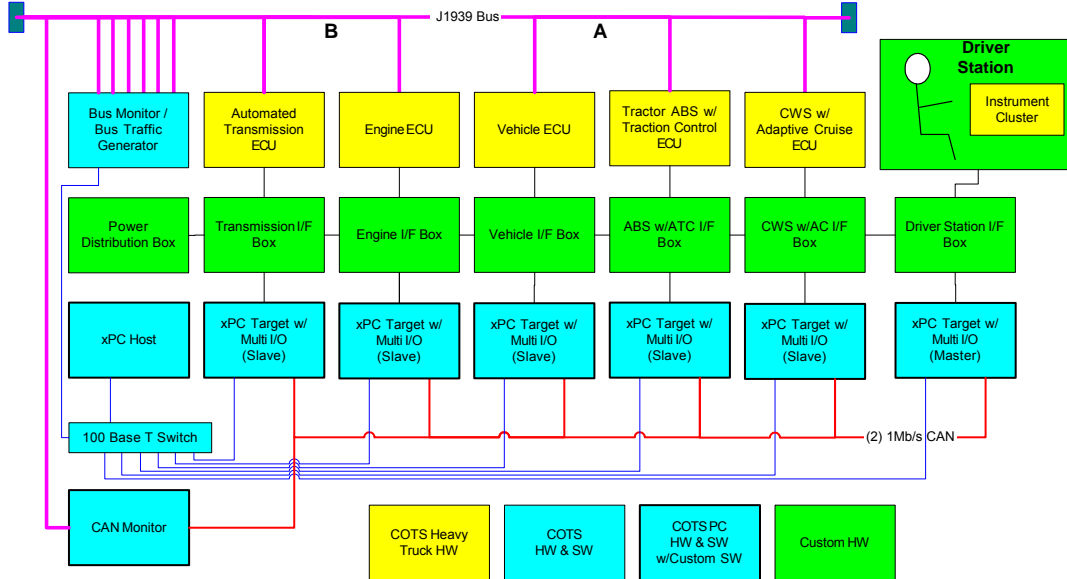 J1939 Bus
B
A
Driver
Station
Instrument
Cluster
Bus Monitor /
Bus Traffic
Generator
Automated
Transmission
ECU
Engine ECU
Vehicle ECU
Tractor ABS w/
Traction Control
ECU
CWS w/
Adaptive Cruise
ECU
Power
Distribution Box
Transmission I/F
Box
Engine I/F Box
Vehicle I/F Box
ABS w/ATC I/F
Box
CWS w/AC I/F
Box
Driver Station I/F
Box
xPC Host
xPC Target w/
Multi I/O
(Slave)
xPC Target w/
Multi I/O
(Slave)
xPC Target w/
Multi I/O
(Slave)
xPC Target w/
Multi I/O
(Slave)
xPC Target w/
Multi I/O
(Slave)
xPC Target w/
Multi I/O
(Master)
100 Base T Switch
(2) 1Mb/s CAN
CAN Monitor
COTS Heavy
Truck HW
COTS
HW & SW
COTS PC
HW & SW
w/Custom SW
Custom HW